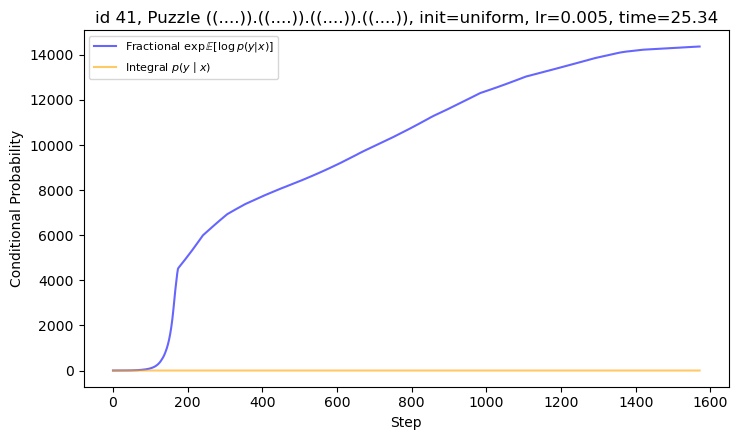 id 41, Puzzle ((....)).((....)).((....)).((....)), init=uniform, lr=0.005, time=25.34
Fractional exp𝔼[log p(y|x)]
Integral p(y | x)
Conditional Probability
14000
12000
10000
8000
6000
4000
2000
0
0 200 400 600 800 1000 1200 1400 1600
Step